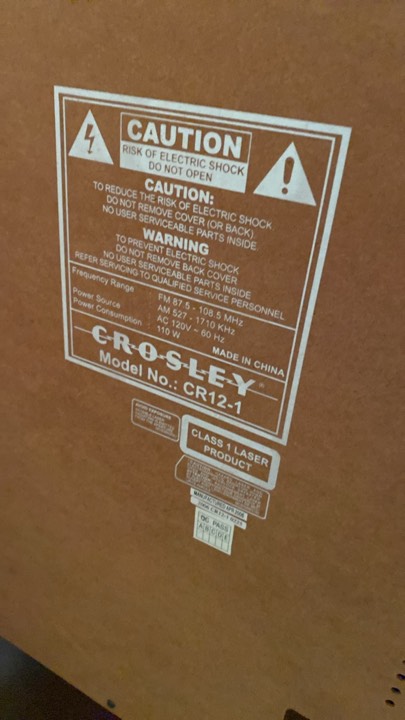 CAUTION
RISK OF ELECTRIC SHOCK
DO NOT OPEN
CAUTION:
TO REDUCE THE RISK OF ELECTRIC SHOCK
DO NOT REMOVE COVER (OR BACK)
NO USER SERVICEABLE PARTS INSIDE
WARNING
TO PREVENT ELECTRIC SHOCK
DO NOT REMOVE BACK COVER
NO USER SERVICEABLE PARTS INSIDE
REFER SERVICING TO QUALIFIED SERVICE PERSONNEL
Frequency Range : FM 87.5 - 108.5 MHz
AM 527 - 1710 KHz
Power Source : AC 120V ~ 60 Hz
Power Consumption : 110 W
MADE IN CHINA
CROSLEY®
Model No.: CR12-1
CLASS 1 LASER
PRODUCT
QC PASS
A B C D E